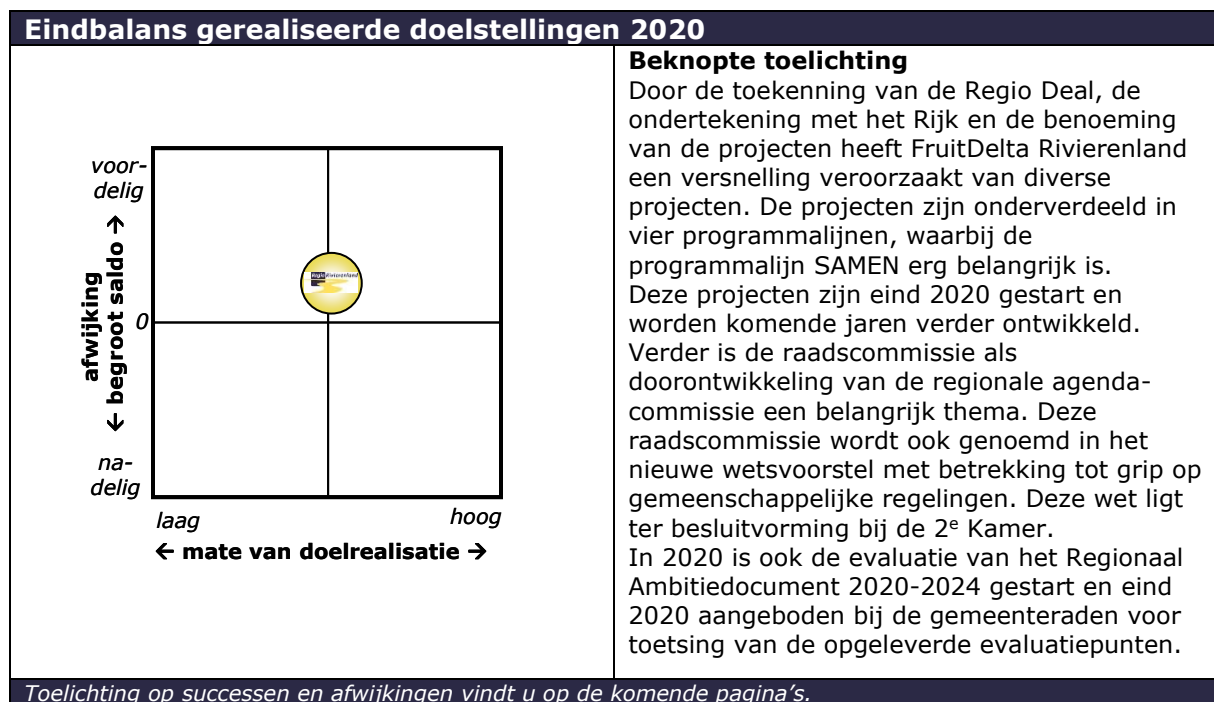 Eindbalans gerealiseerde doelstellingen 2020
voor-
delig
afwijking
← begroot saldo →
0
na-
delig
laag
hoog
← mate van doelrealisatie →
RegioRivierenland
Beknopte toelichting
Door de toekenning van de Regio Deal, de
ondertekening met het Rijk en de benoeming
van de projecten heeft FruitDelta Rivierenland
een versnelling veroorzaakt van diverse
projecten. De projecten zijn onderverdeeld in
vier programmalijnen, waarbij de
programmalijn SAMEN erg belangrijk is.
Deze projecten zijn eind 2020 gestart en
worden komende jaren verder ontwikkeld.
Verder is de raadscommissie als
doorontwikkeling van de regionale agenda-
commissie een belangrijk thema. Deze
raadscommissie wordt ook genoemd in het
nieuwe wetsvoorstel met betrekking tot grip op
gemeenschappelijke regelingen. Deze wet ligt
ter besluitvorming bij de 2e Kamer.
In 2020 is ook de evaluatie van het Regionaal
Ambitiedocument 2020-2024 gestart en eind
2020 aangeboden bij de gemeenteraden voor
toetsing van de opgeleverde evaluatiepunten.
Toelichting op successen en afwijkingen vindt u op de komende pagina's.